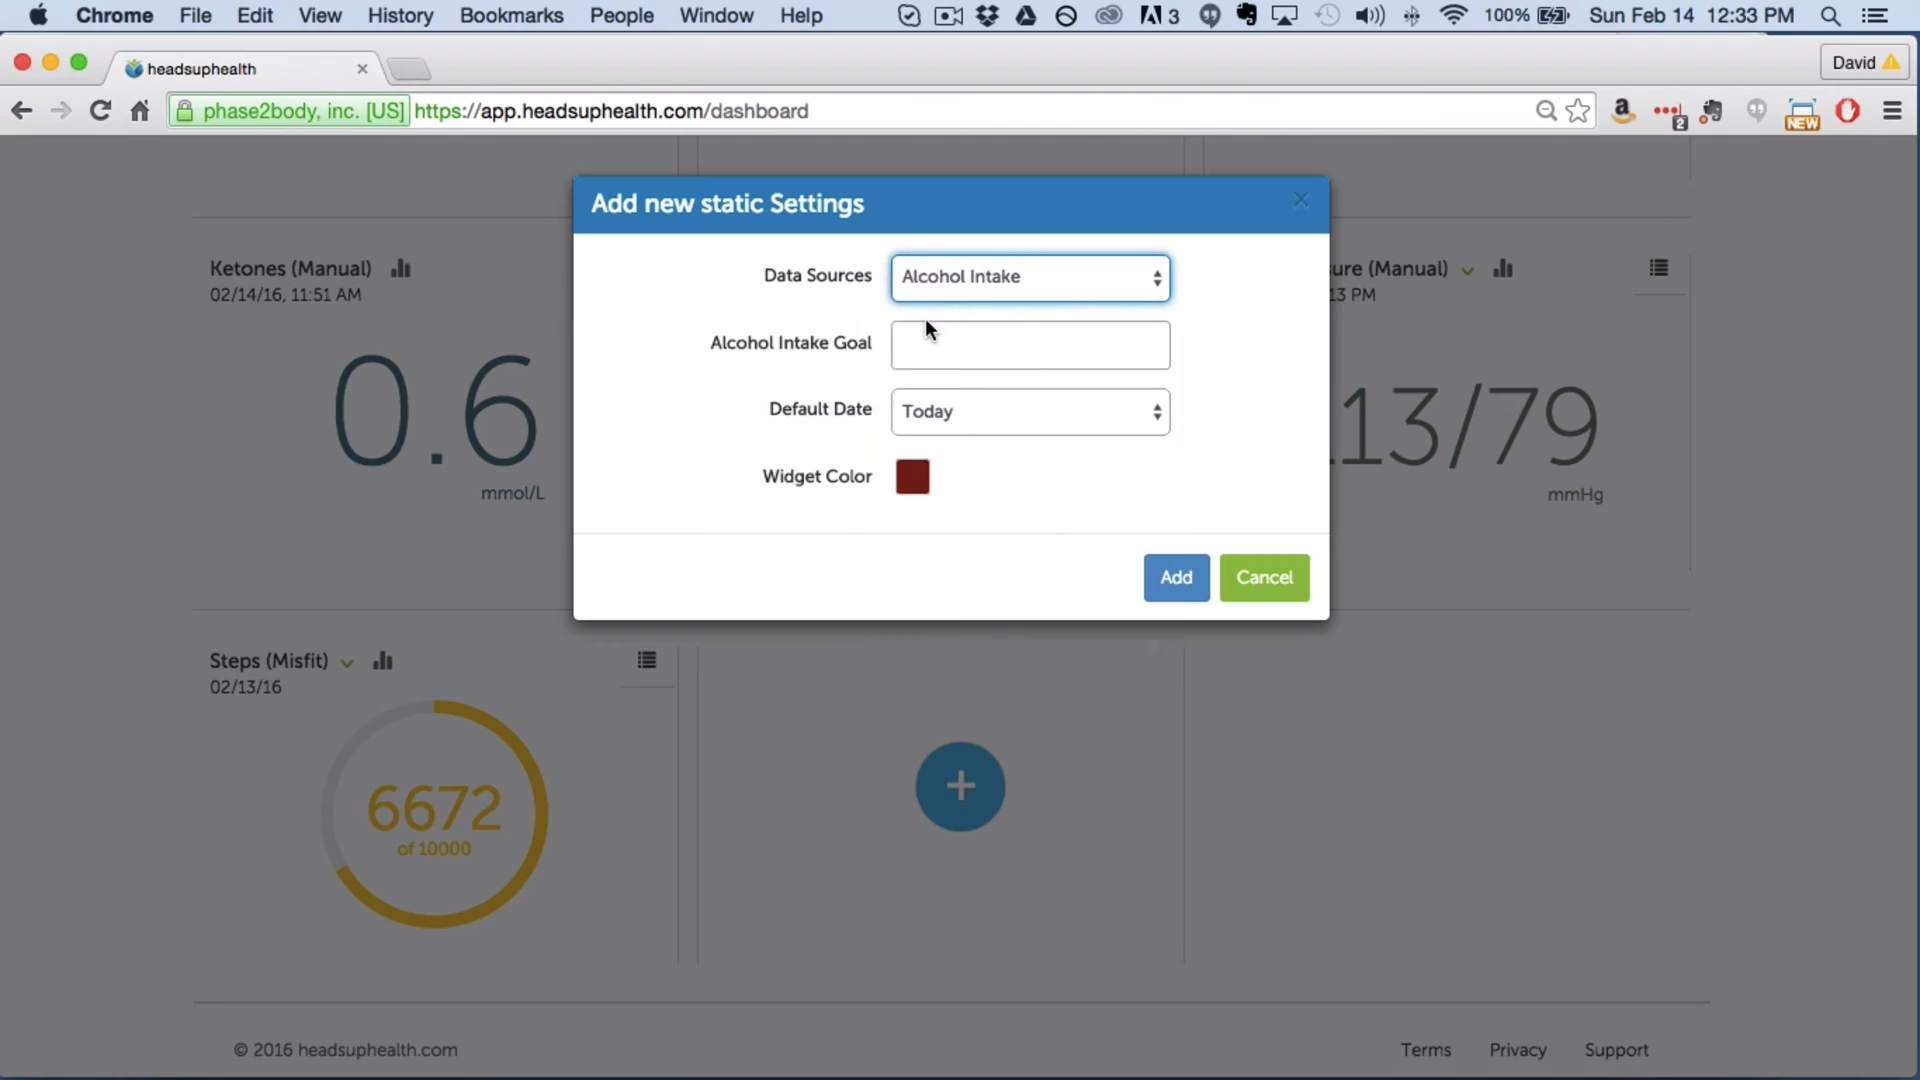 Chrome File Edit View History Bookmarks People Window Help 3 100% Sun Feb 14 12:33 PM
headsuphealth David
phase2body, inc. [US] https://app.headsuphealth.com/dashboard 2 NEW
Add new static Settings
Data Sources Alcohol Intake
Alcohol Intake Goal
Default Date Today
Widget Color
Add Cancel
Ketones (Manual)
02/14/16, 11:51 AM
0.6
mmol/L
ure (Manual)
13 PM
13/79
mmHg
Steps (Misfit)
02/13/16
6672
of 10000
© 2016 headsuphealth.com Terms Privacy Support